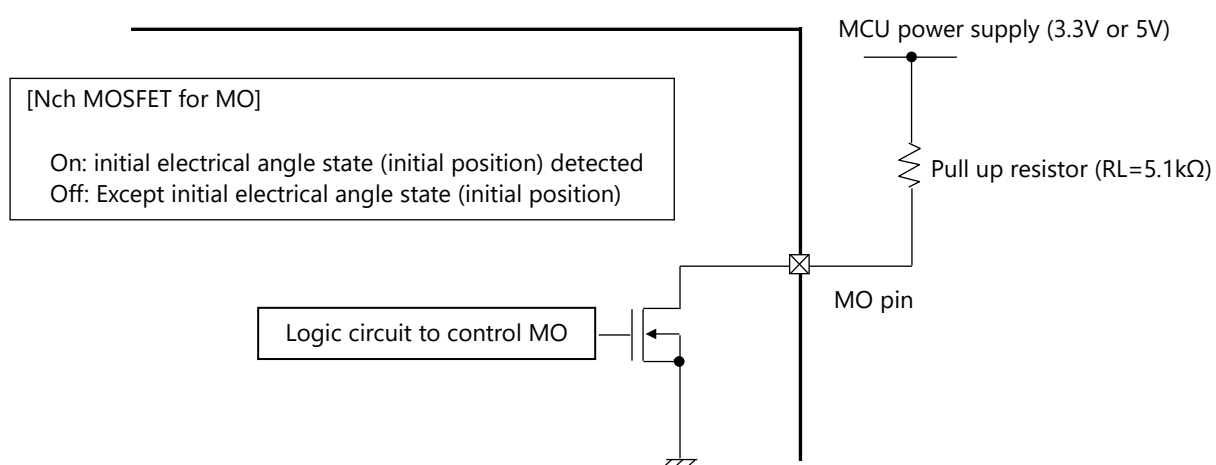 MCU power supply (3.3V or 5V)
[Nch MOSFET for MO]
On: initial electrical angle state (initial position) detected
Off: Except initial electrical angle state (initial position)
Pull up resistor (RL=5.1kΩ)
MO pin
Logic circuit to control MO